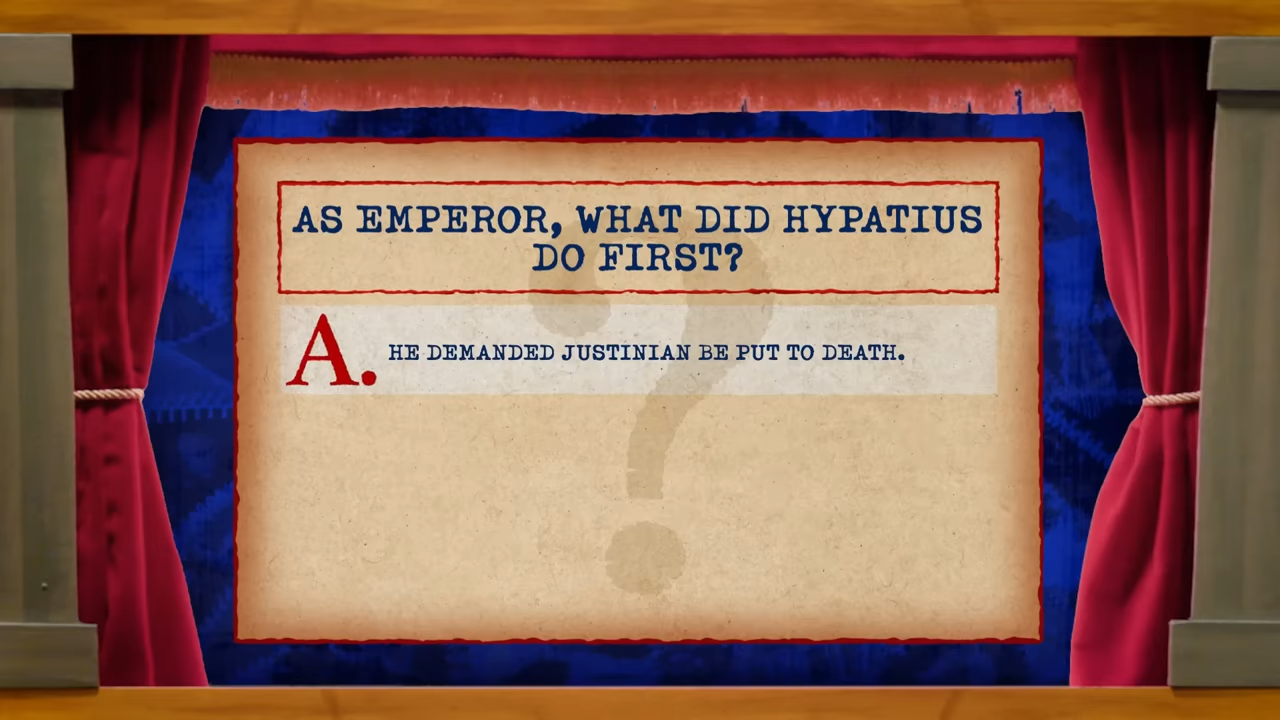 AS EMPEROR, WHAT DID HYPATIUS
DO FIRST?
A. HE DEMANDED JUSTINIAN BE PUT TO DEATH.